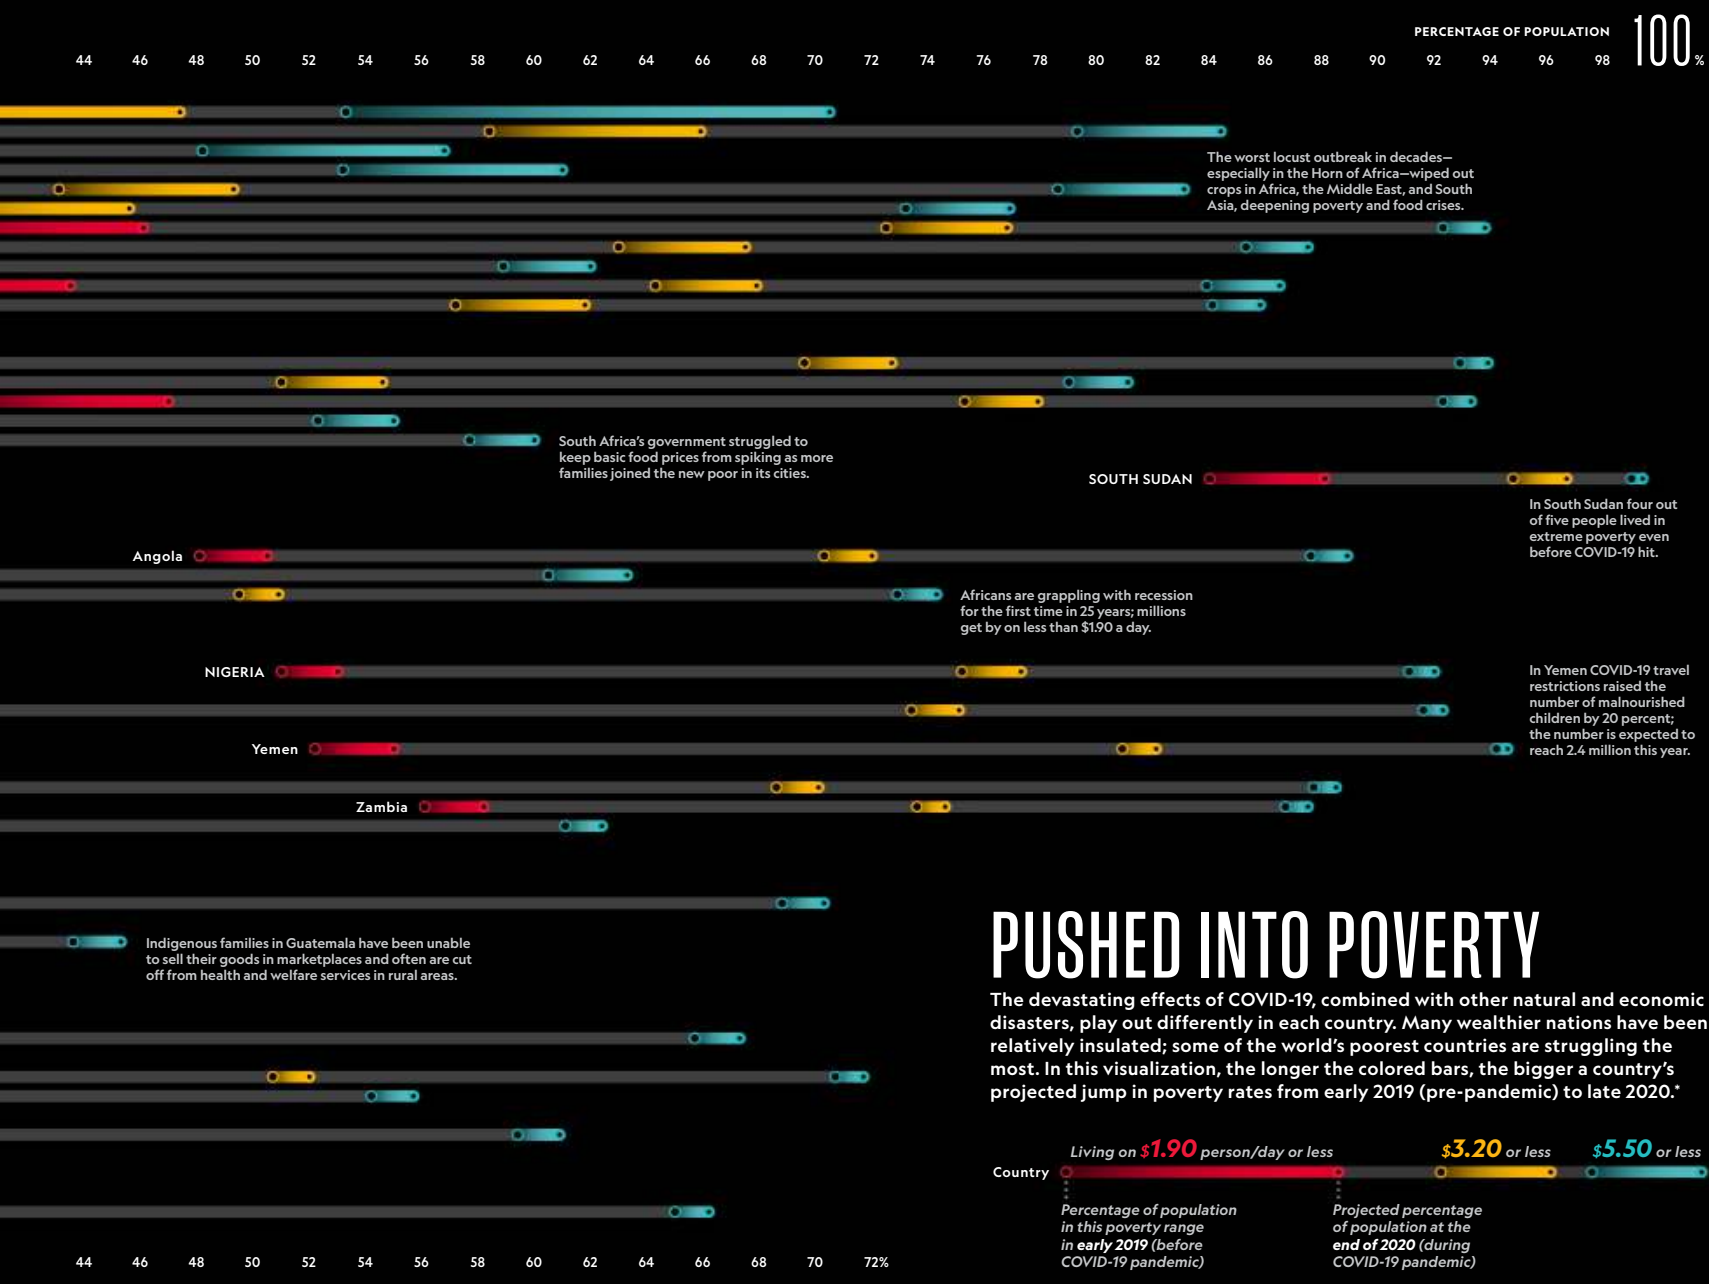 PERCENTAGE OF POPULATION 100%
44 46 48 50 52 54 56 58 60 62 64 66 68 70 72 74 76 78 80 82 84 86 88 90 92 94 96 98
The worst locust outbreak in decades—
especially in the Horn of Africa—wiped out
crops in Africa, the Middle East, and South
Asia, deepening poverty and food crises.
South Africa's government struggled to
keep basic food prices from spiking as more
families joined the new poor in its cities.
SOUTH SUDAN
In South Sudan four out
of five people lived in
extreme poverty even
before COVID-19 hit.
Angola
Africans are grappling with recession
for the first time in 25 years; millions
get by on less than $1.90 a day.
NIGERIA
In Yemen COVID-19 travel
restrictions raised the
number of malnourished
children by 20 percent;
the number is expected to
reach 2.4 million this year.
Yemen
Zambia
Indigenous families in Guatemala have been unable
to sell their goods in marketplaces and often are cut
off from health and welfare services in rural areas.
PUSHED INTO POVERTY
The devastating effects of COVID-19, combined with other natural and economic
disasters, play out differently in each country. Many wealthier nations have been
relatively insulated; some of the world's poorest countries are struggling the
most. In this visualization, the longer the colored bars, the bigger a country's
projected jump in poverty rates from early 2019 (pre-pandemic) to late 2020.*
Living on $1.90 person/day or less
$3.20 or less
$5.50 or less
Country
Percentage of population
in this poverty range
in early 2019 (before
COVID-19 pandemic)
Projected percentage
of population at the
end of 2020 (during
COVID-19 pandemic)
44 46 48 50 52 54 56 58 60 62 64 66 68 70 72%